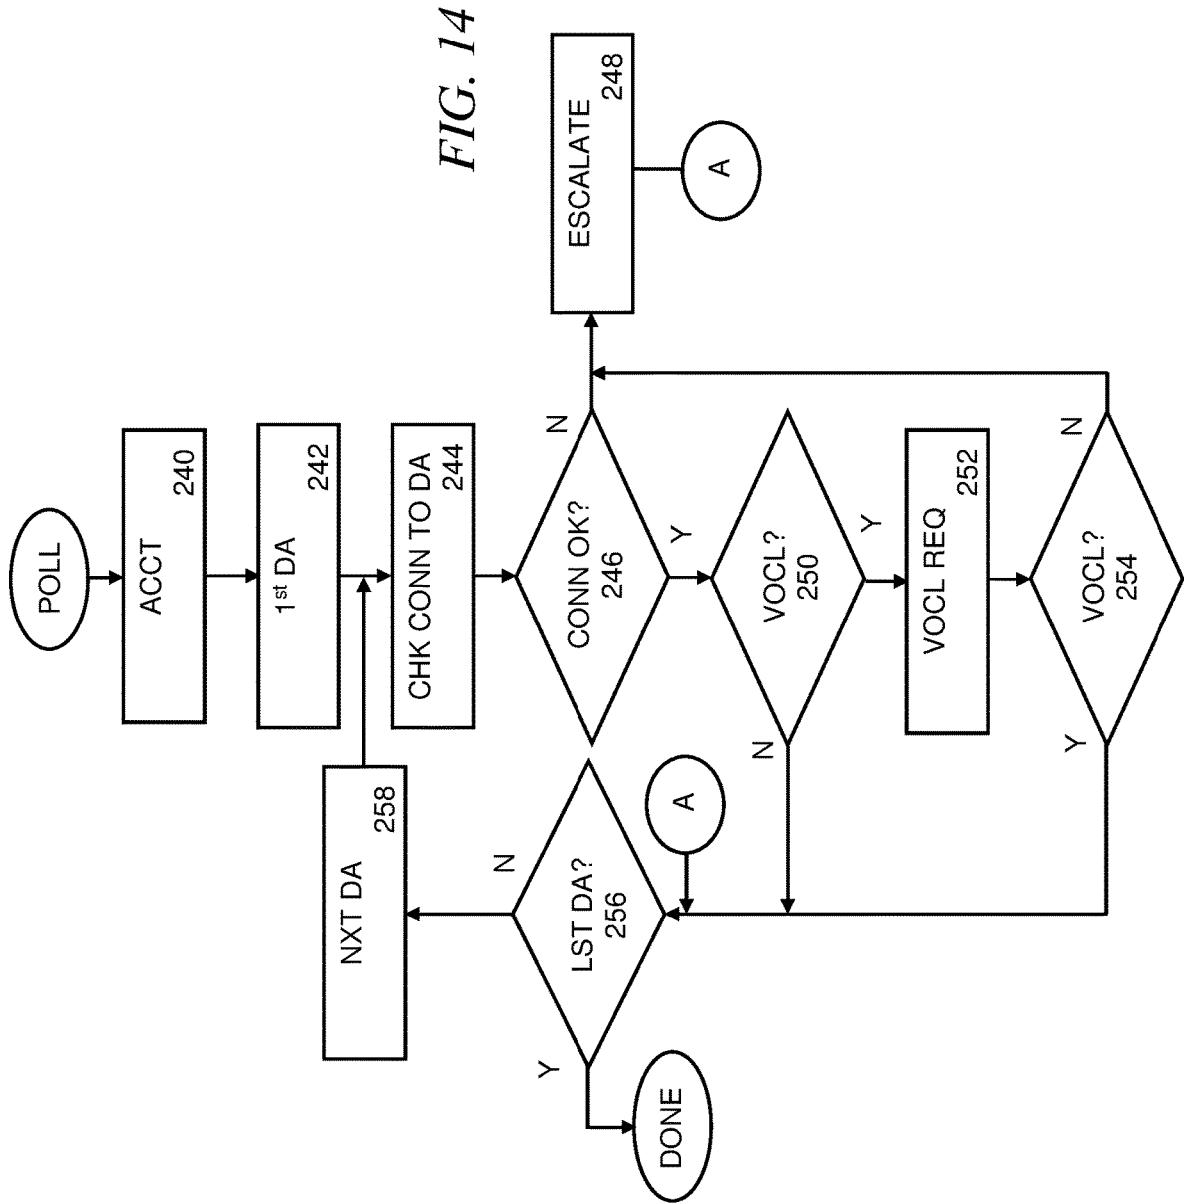 FIG. 14
POLL
ACCT
240
1st DA
242
NXT DA
258
CHK CONN TO DA
244
CONN OK?
246
N
Y
ESCALATE
248
A
LST DA?
256
N
Y
DONE
A
VOCL?
250
N
Y
VOCL REQ
252
VOCL?
254
Y
N